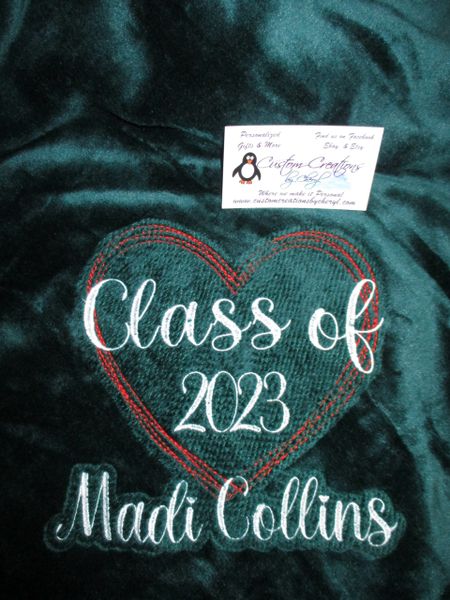 Personalized
Gifts & More
Find us on Facebook
Ebay & Etsy
Custom Creations
by Cheryl
Where we make it Personal
www.customcreationsbycheryl.com
Class of
2023
Madi Collins